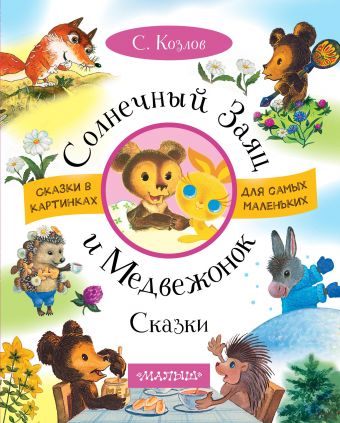 С. Козлов
Солнечный Заяц
Сказки в
картинках
для самых
маленьких
и Медвежонок
Сказки
«МАЛЫШ»